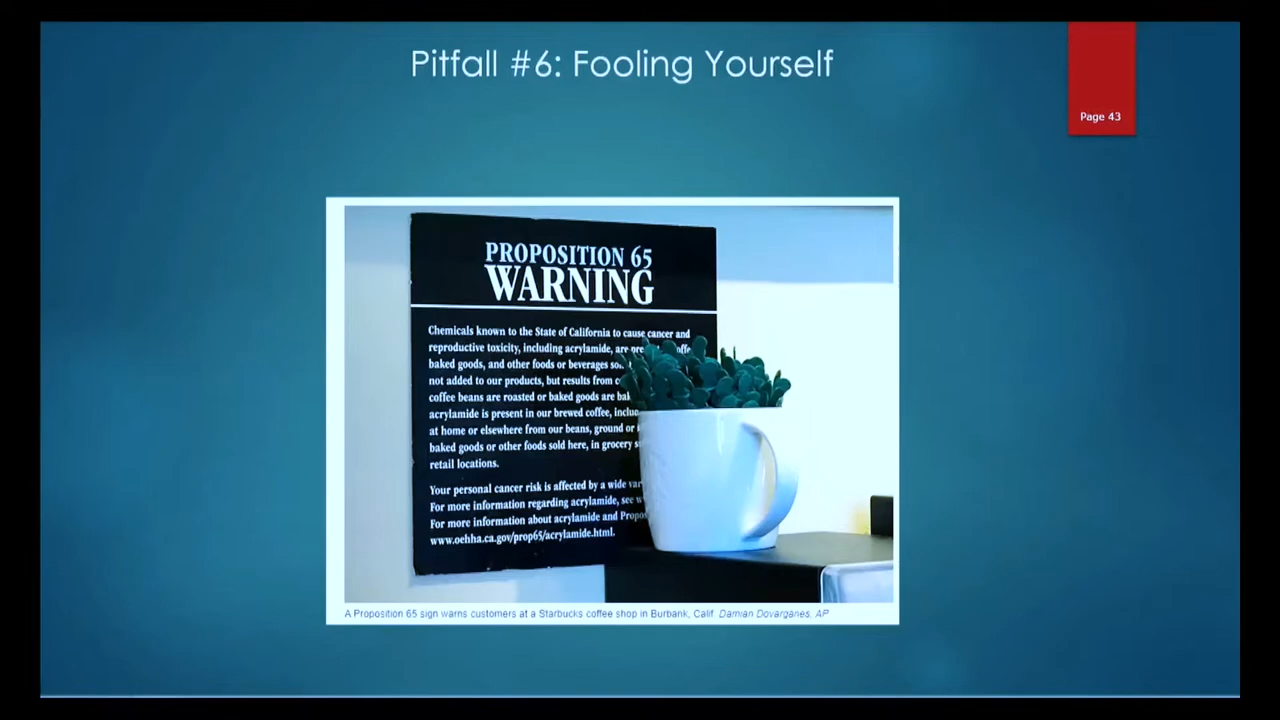 Pitfall #6: Fooling Yourself
Page 43
PROPOSITION 65
WARNING
Chemicals known to the State of California to cause cancer and
reproductive toxicity, including acrylamide, are
baked goods, and other foods or beverages
not added to our products, but results from
coffee beans are roasted or baked goods are
acrylamide is present in our brewed coffee,
at home or elsewhere from our beans, ground or
baked goods or other foods sold here, in grocery
retail locations.
Your personal cancer risk is affected by a wide
For more information regarding acrylamide, see
For more information about acrylamide and
www.oehha.ca.gov/prop65/acrylamide.html.
A Proposition 65 sign warns customers at a Starbucks coffee shop in Burbank, Calif. Damian Dovarganes, AP